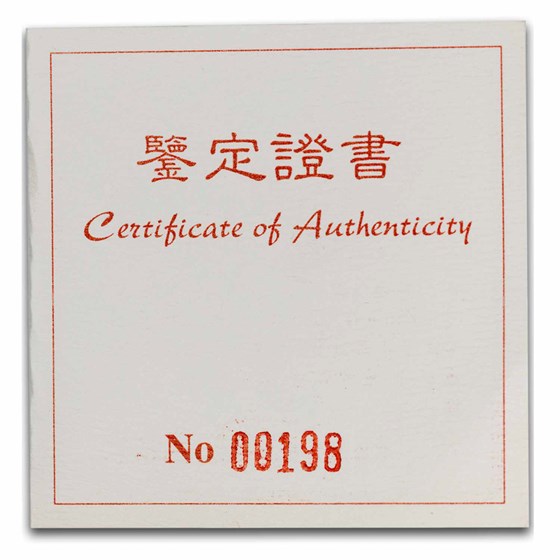 鑒定證書
Certificate of Authenticity
No 00198